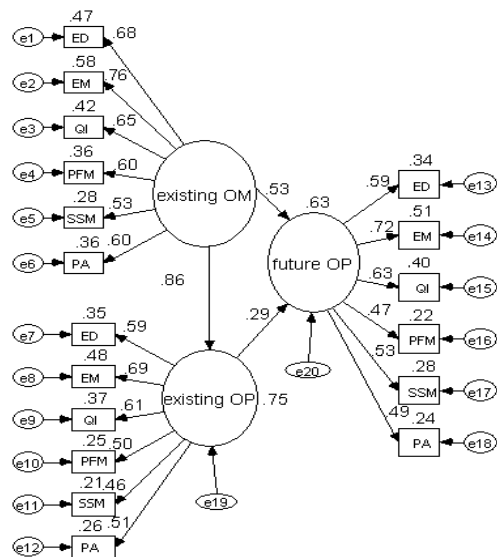 .47
e1 ED .68
.58
e2 EM .76
.42
e3 QI .65
.36
e4 PFM .60
.28
e5 SSM .53
.36
e6 PA .60
existing OM
.53
.86
.63
future OP
.29
e20
.34
.59 ED e13
.51
.72 EM e14
.40
.63 QI e15
.22
.47 PFM e16
.28
.53 SSM e17
.24
.49 PA e18
.35
e7 ED .59
.48
e8 EM .69
.37
e9 QI .61
.25
e10 PFM .50
.21
e11 SSM .46
.26
e12 PA .51
existing OP .75
e19